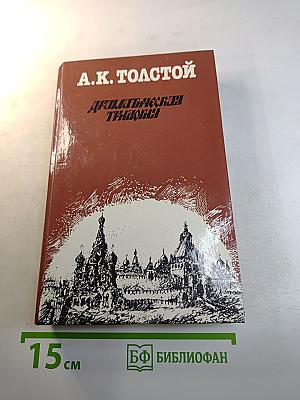 А.К. ТОЛСТОЙ
ДРАМАТИЧЕСКАЯ
ТРИЛОГИЯ
15 см
БФ БИБЛИОФАН